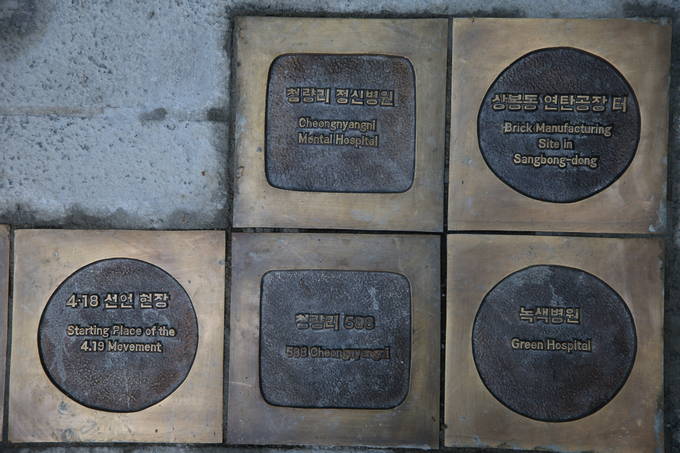 청량리 정신병원
Cheongnyangni
Mental Hospital
상봉동 연탄공장 터
Brick Manufacturing
Site in
Sangbong-dong
4·18 선언 현장
Starting Place of the
4.19 Movement
청량리 588
588 Cheongnyangni
녹색병원
Green Hospital